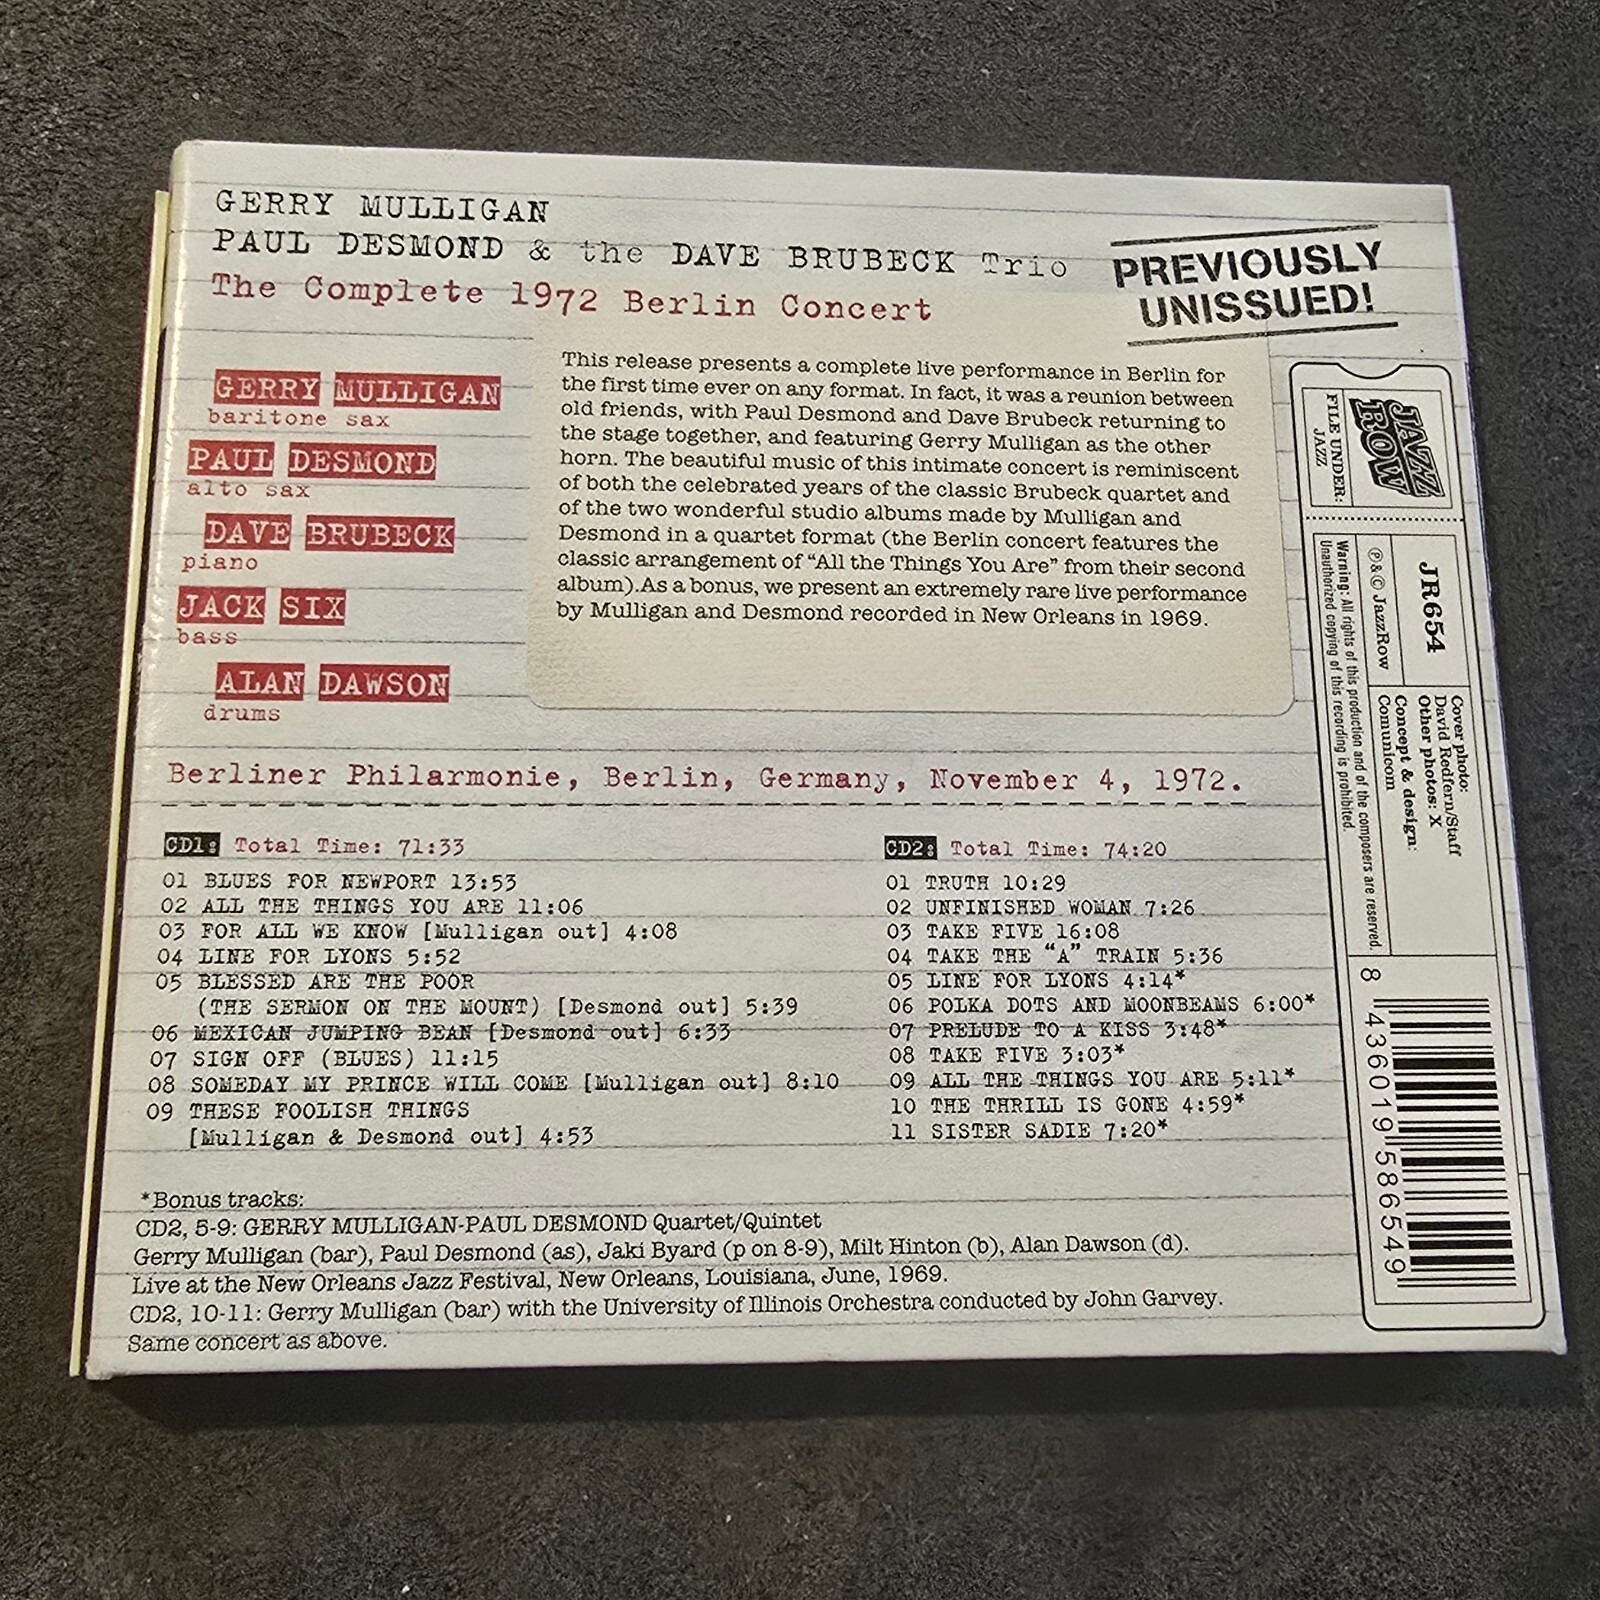 GERRY MULLIGAN
PAUL DESMOND & the DAVE BRUBECK Trio
The Complete 1972 Berlin Concert
PREVIOUSLY
UNISSUED!
GERRY MULLIGAN
baritone sax
PAUL DESMOND
alto sax
DAVE BRUBECK
piano
JACK SIX
bass
ALAN DAWSON
drums
This release presents a complete live performance in Berlin for
the first time ever on any format. In fact, it was a reunion between
old friends, with Paul Desmond and Dave Brubeck returning to
the stage together, and featuring Gerry Mulligan as the other
horn. The beautiful music of this intimate concert is reminiscent
of both the celebrated years of the classic Brubeck quartet and
of the two wonderful studio albums made by Mulligan and
Desmond in a quartet format (the Berlin concert features the
classic arrangement of “All the Things You Are” from their second
album).As a bonus, we present an extremely rare live performance
by Mulligan and Desmond recorded in New Orleans in 1969.
Berliner Philarmonie, Berlin, Germany, November 4, 1972.
CD1: Total Time: 71:33
01 BLUES FOR NEWPORT 13:53
02 ALL THE THINGS YOU ARE 11:06
03 FOR ALL WE KNOW [Mulligan out] 4:08
04 LINE FOR LYONS 5:52
05 BLESSED ARE THE POOR
(THE SERMON ON THE MOUNT) [Desmond out] 5:39
06 MEXICAN JUMPING BEAN [Desmond out] 6:33
07 SIGN OFF (BLUES) 11:15
08 SOMEDAY MY PRINCE WILL COME [Mulligan out] 8:10
09 THESE FOOLISH THINGS
[Mulligan & Desmond out] 4:53
CD2: Total Time: 74:20
01 TRUTH 10:29
02 UNFINISHED WOMAN 7:26
03 TAKE FIVE 16:08
04 TAKE THE “A” TRAIN 5:36
05 LINE FOR LYONS 4:14*
06 POLKA DOTS AND MOONBEAMS 6:00*
07 PRELUDE TO A KISS 3:48*
08 TAKE FIVE 3:03*
09 ALL THE THINGS YOU ARE 5:11*
10 THE THRILL IS GONE 4:59*
11 SISTER SADIE 7:20*
*Bonus tracks:
CD2, 5-9: GERRY MULLIGAN-PAUL DESMOND Quartet/Quintet
Gerry Mulligan (bar), Paul Desmond (as), Jaki Byard (p on 8-9), Milt Hinton (b), Alan Dawson (d).
Live at the New Orleans Jazz Festival, New Orleans, Louisiana, June, 1969.
CD2, 10-11: Gerry Mulligan (bar) with the University of Illinois Orchestra conducted by John Garvey.
Same concert as above.
JAZZ
ROW
FILE UNDER:
JAZZ
JR654
℗ & © JazzRow
Warning: All rights of this production and of the composers are reserved.
Unauthorized copying of this recording is prohibited.
Cover photo:
David Redfern/Staff
Other photos: X
Concept & design:
Comunicom
8 436019 586549